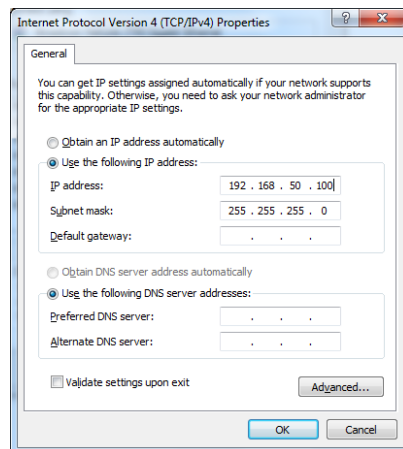 Internet Protocol Version 4 (TCP/IPv4) Properties
General
You can get IP settings assigned automatically if your network supports
this capability. Otherwise, you need to ask your network administrator
for the appropriate IP settings.
Obtain an IP address automatically
Use the following IP address:
IP address: 192 . 168 . 50 . 100
Subnet mask: 255 . 255 . 255 . 0
Default gateway: . . .
Obtain DNS server address automatically
Use the following DNS server addresses:
Preferred DNS server: . . .
Alternate DNS server: . . .
Validate settings upon exit
Advanced...
OK Cancel